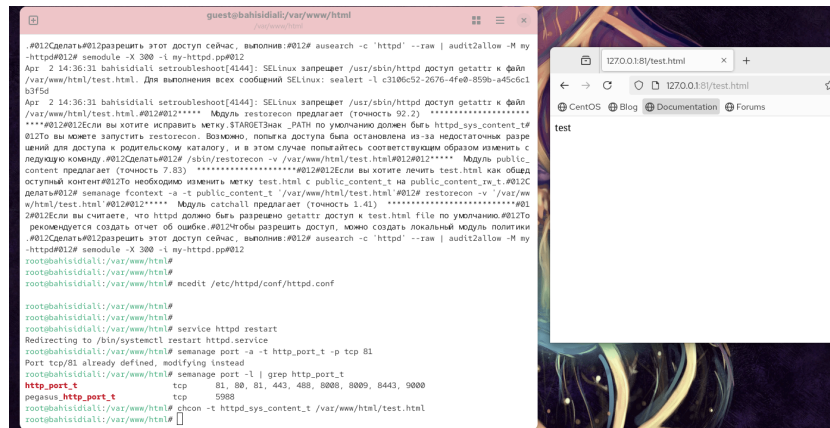 guest@bahisidiali:/var/www/html
/var/www/html
.#012Сделать#012разрешить этот доступ сейчас, выполнив:#012# ausearch -c 'httpd' --raw | audit2allow -M my
-httpd#012# semodule -X 300 -i my-httpd.pp#012
Apr  2 14:36:31 bahisidiali setroubleshoot[4144]: SELinux запрещает /usr/sbin/httpd доступ getattr к файл
/var/www/html/test.html. Для выполнения всех сообщений SELinux: sealert -l c3106c52-2676-4fe0-859b-a45c6c1
b3f5d
Apr  2 14:36:31 bahisidiali setroubleshoot[4144]: SELinux запрещает /usr/sbin/httpd доступ getattr к файл
/var/www/html/test.html.#012#012***** Модуль restorecon предлагает (точность 92.2) ******************
****#012#012Если вы хотите исправить метку.$TARGETЗнак _PATH по умолчанию должен быть httpd_sys_content_t#
012То вы можете запустить restorecon. Возможно, попытка доступа была остановлена из-за недостаточных разре
шений для доступа к родительскому каталогу, и в этом случае попытайтесь соответствующим образом изменить с
ледующую команду.#012Сделать#012# /sbin/restorecon -v /var/www/html/test.html#012#012***** Модуль public_
content предлагает (точность 7.83) ********************#012#012Если вы хотите лечить test.html как общед
оступный контент#012То необходимо изменить метку test.html с public_content_t на public_content_rw_t.#012С
делать#012# semanage fcontext -a -t public_content_t '/var/www/html/test.html'#012# restorecon -v '/var/ww
w/html/test.html'#012#012***** Модуль catchall предлагает (точность 1.41) **************************#01
2#012Если вы считаете, что httpd должно быть разрешено getattr доступ к test.html file по умолчанию.#012То
рекомендуется создать отчет об ошибке.#012Чтобы разрешить доступ, можно создать локальный модуль политики
.#012Сделать#012разрешить этот доступ сейчас, выполнив:#012# ausearch -c 'httpd' --raw | audit2allow -M my
-httpd#012# semodule -X 300 -i my-httpd.pp#012
root@bahisidiali:/var/www/html#
root@bahisidiali:/var/www/html#
root@bahisidiali:/var/www/html# mcedit /etc/httpd/conf/httpd.conf
root@bahisidiali:/var/www/html#
root@bahisidiali:/var/www/html#
root@bahisidiali:/var/www/html# service httpd restart
Redirecting to /bin/systemctl restart httpd.service
root@bahisidiali:/var/www/html# semanage port -a -t http_port_t -p tcp 81
Port tcp/81 already defined, modifying instead
root@bahisidiali:/var/www/html# semanage port -l | grep http_port_t
http_port_t                    tcp      81, 80, 81, 443, 488, 8008, 8009, 8443, 9000
pegasus_http_port_t            tcp      5988
root@bahisidiali:/var/www/html# chcon -t httpd_sys_content_t /var/www/html/test.html
root@bahisidiali:/var/www/html#
127.0.0.1:81/test.html
127.0.0.1:81/test.html
CentOS Blog Documentation Forums
test